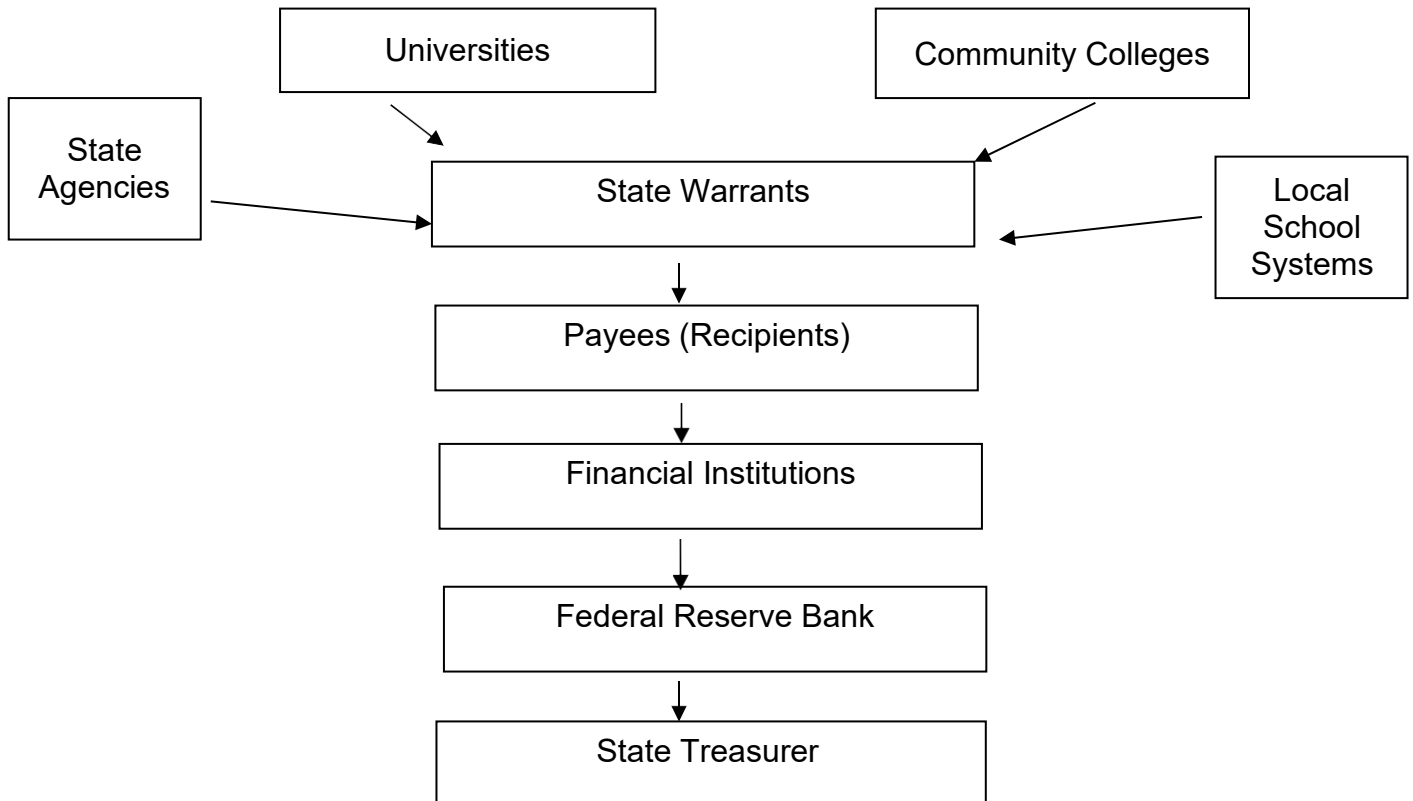 Universities
Community Colleges
State
Agencies
State Warrants
Local
School
Systems
Payees (Recipients)
Financial Institutions
Federal Reserve Bank
State Treasurer